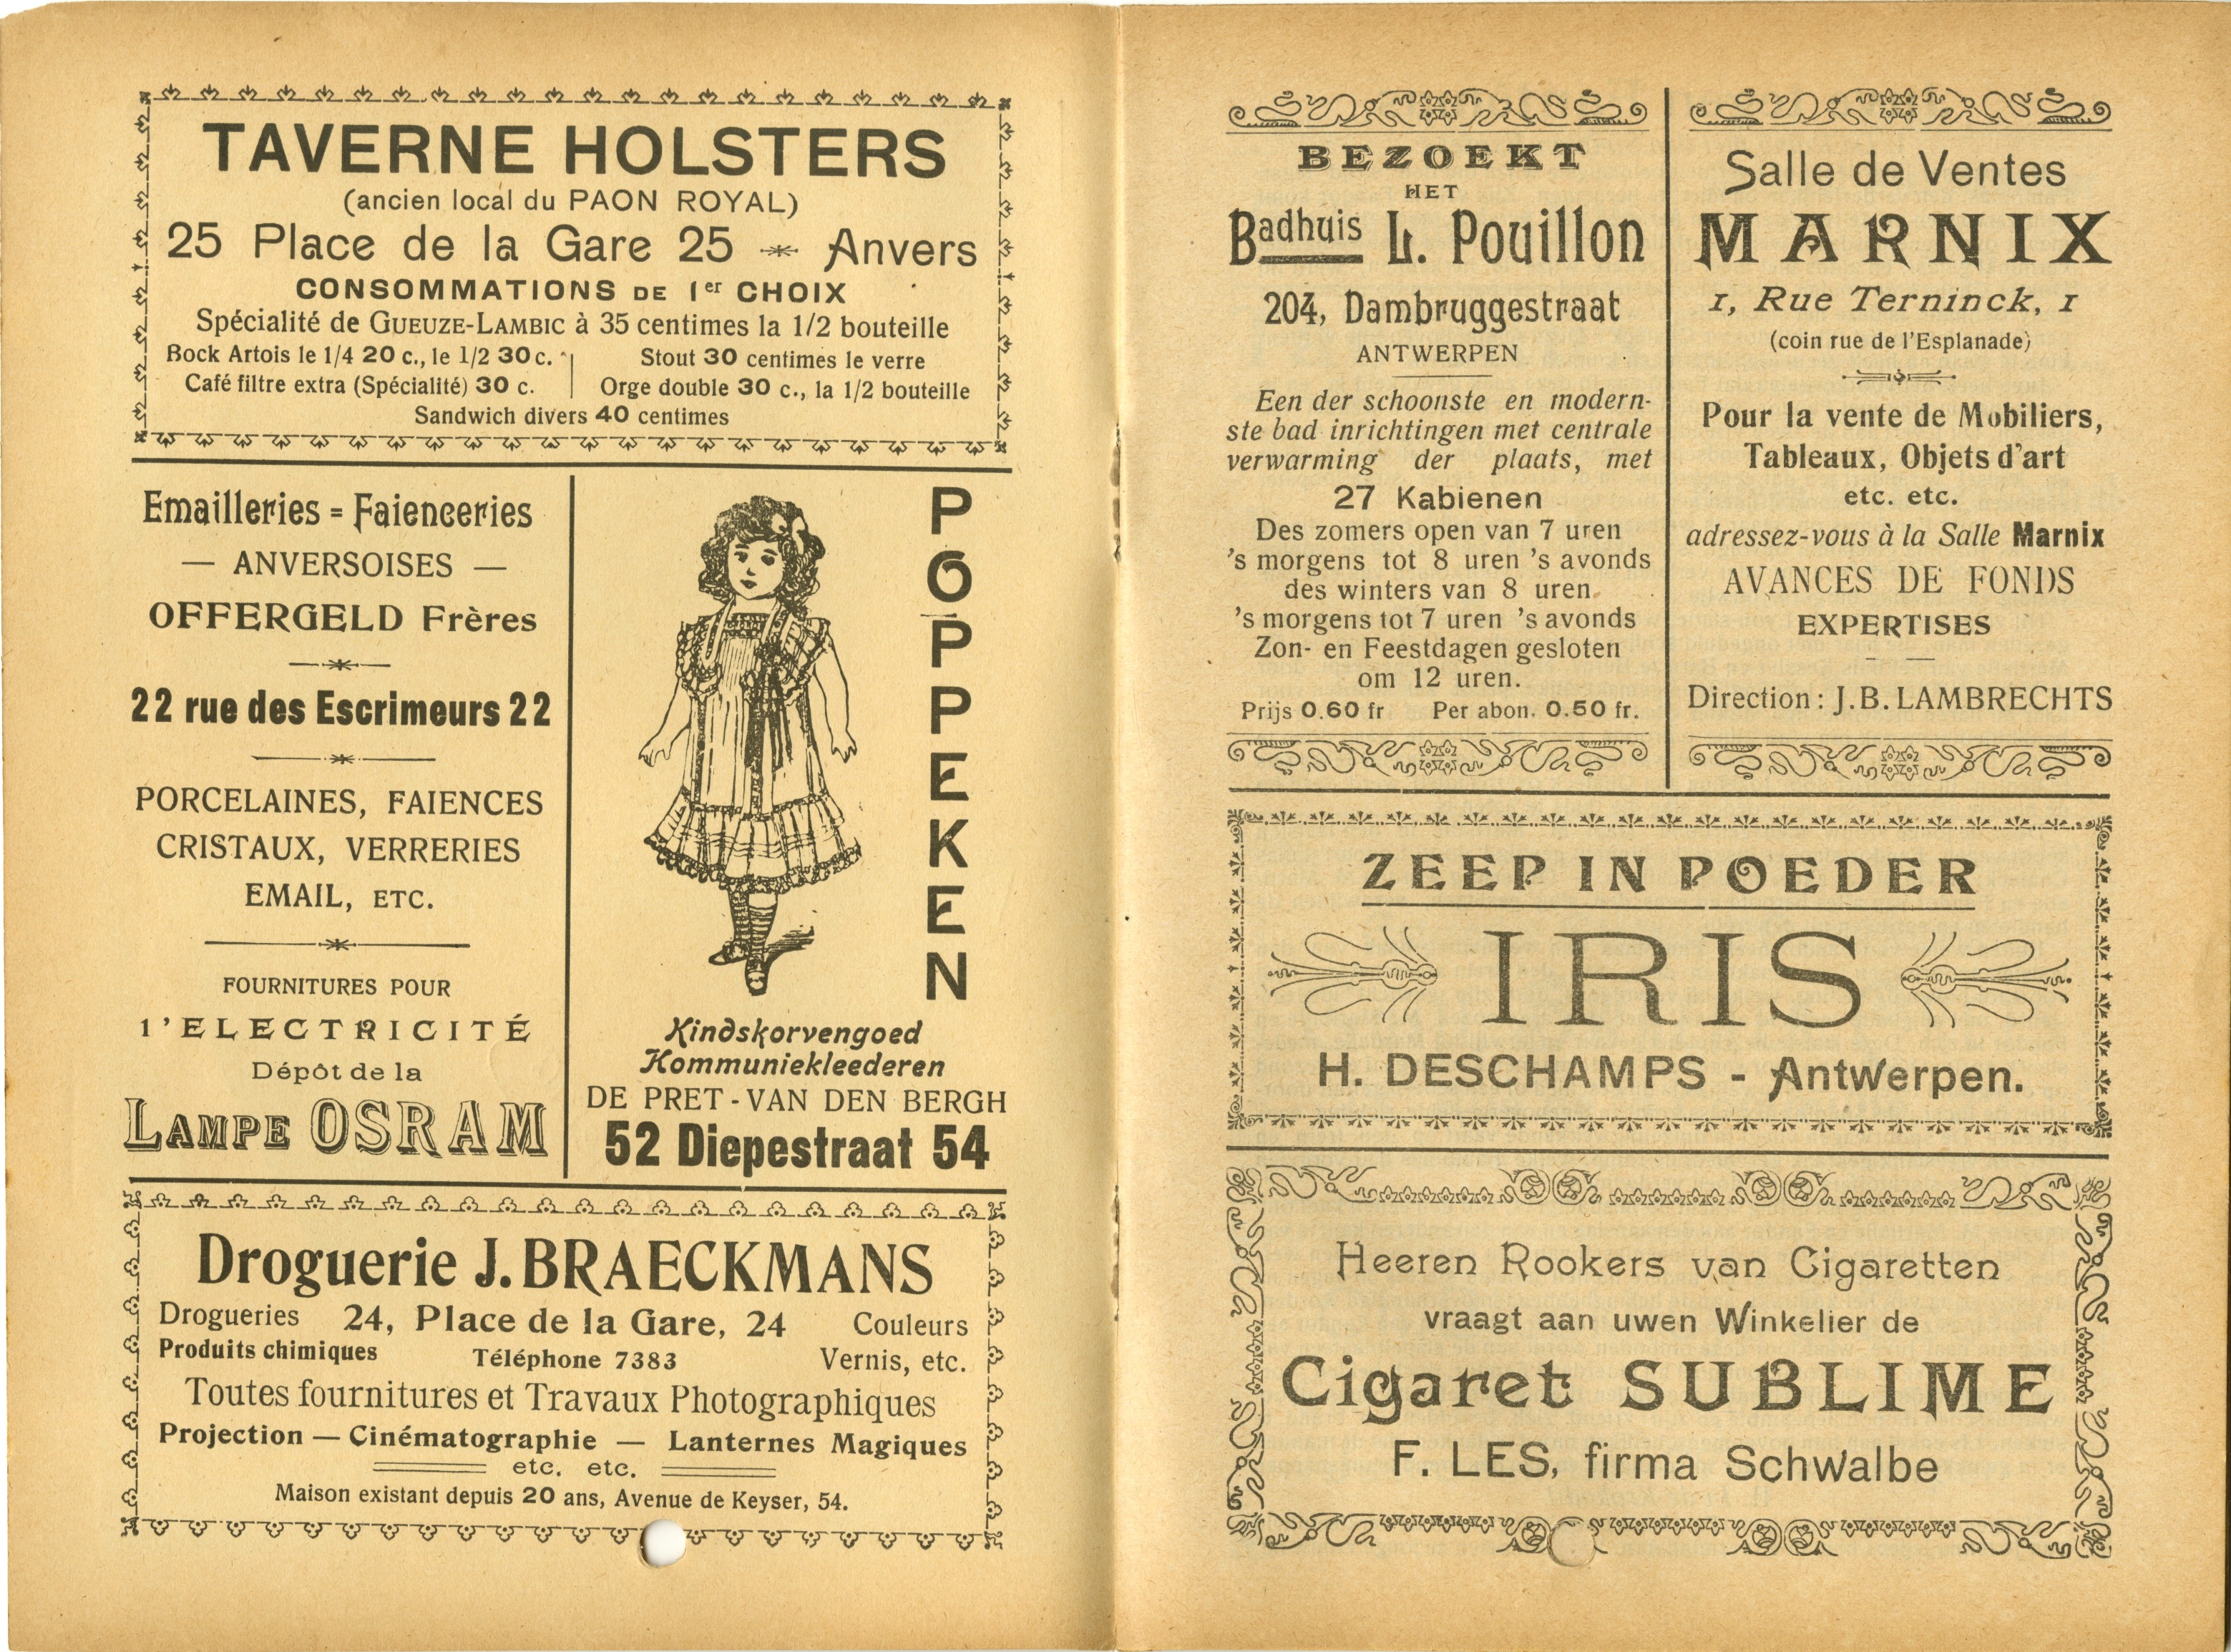 TAVERNE HOLSTERS
(ancien local du PAON ROYAL)
25 Place de la Gare 25 Anvers
CONSOMMATIONS DE 1er CHOIX
Spécialité de GUEUZE-LAMBIC à 35 centimes la 1/2 bouteille
Bock Artois le 1/4 20 c., le 1/2 30 c.
Café filtre extra (Spécialité) 30 c.
Stout 30 centimes le verre
Orge double 30 c., la 1/2 bouteille
Sandwich divers 40 centimes
Emailleries = Faienceries
— ANVERSOISES —
OFFERGELD Frères
22 rue des Escrimeurs 22
PORCELAINES, FAIENCES
CRISTAUX, VERRERIES
EMAIL, ETC.
FOURNITURES POUR
l'ELECTRICITÉ
Dépôt de la
LAMPE OSRAM
POPPEKEN
Kindskorvengoed
Kommuniekleederen
DE PRET - VAN DEN BERGH
52 Diepestraat 54
Droguerie J. BRAECKMANS
Drogueries 24, Place de la Gare, 24 Couleurs
Produits chimiques Téléphone 7383 Vernis, etc.
Toutes fournitures et Travaux Photographiques
Projection — Cinématographie — Lanternes Magiques
etc. etc.
Maison existant depuis 20 ans, Avenue de Keyser, 54.
BEZOEKT
HET
Badhuis L. Pouillon
204, Dambruggestraat
ANTWERPEN
Een der schoonste en modern-
ste bad inrichtingen met centrale
verwarming der plaats, met
27 Kabienen
Des zomers open van 7 uren
's morgens tot 8 uren 's avonds
des winters van 8 uren
's morgens tot 7 uren 's avonds
Zon- en Feestdagen gesloten
om 12 uren.
Prijs 0.60 fr Per abon. 0.50 fr.
Salle de Ventes
MARNIX
1, Rue Terninck, 1
(coin rue de l'Esplanade)
Pour la vente de Mobiliers,
Tableaux, Objets d'art
etc. etc.
adressez-vous à la Salle Marnix
AVANCES DE FONDS
EXPERTISES
Direction : J. B. LAMBRECHTS
ZEEP IN POEDER
IRIS
H. DESCHAMPS - Antwerpen.
Heeren Rookers van Cigaretten
vraagt aan uwen Winkelier de
Cigaret SUBLIME
F. LES, firma Schwalbe